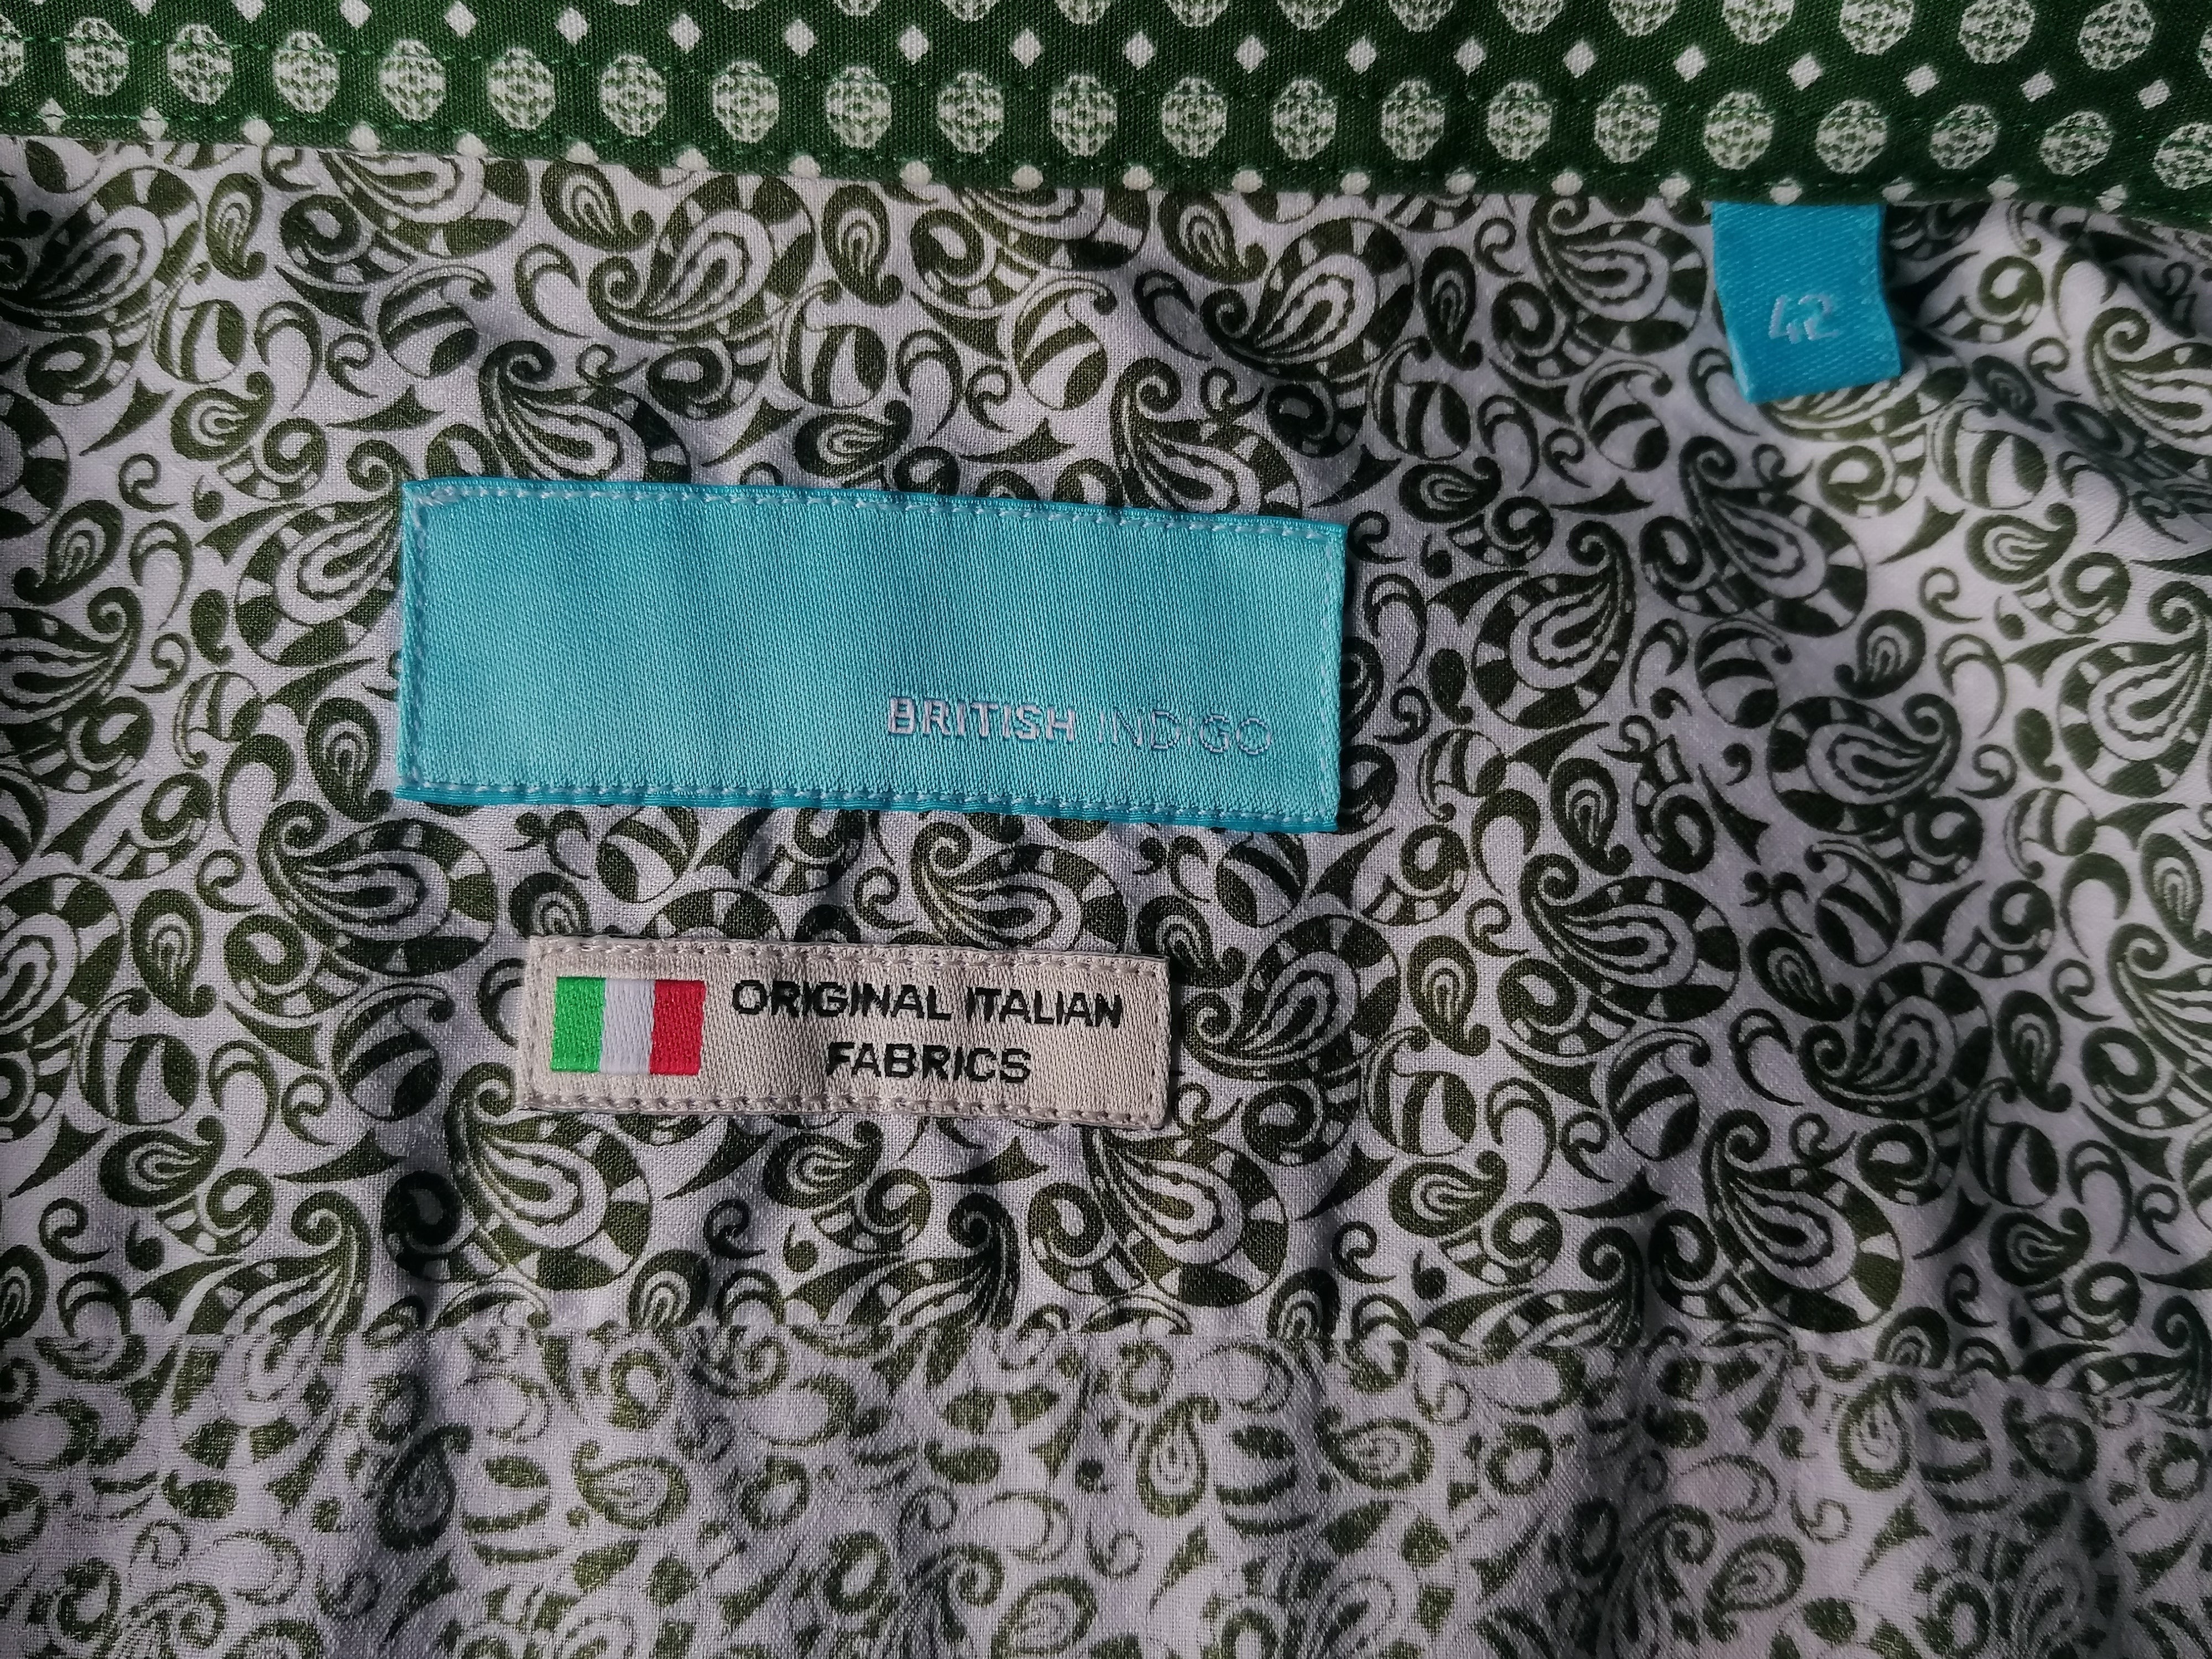 42
BRITISH INDIGO
ORIGINAL ITALIAN
FABRICS